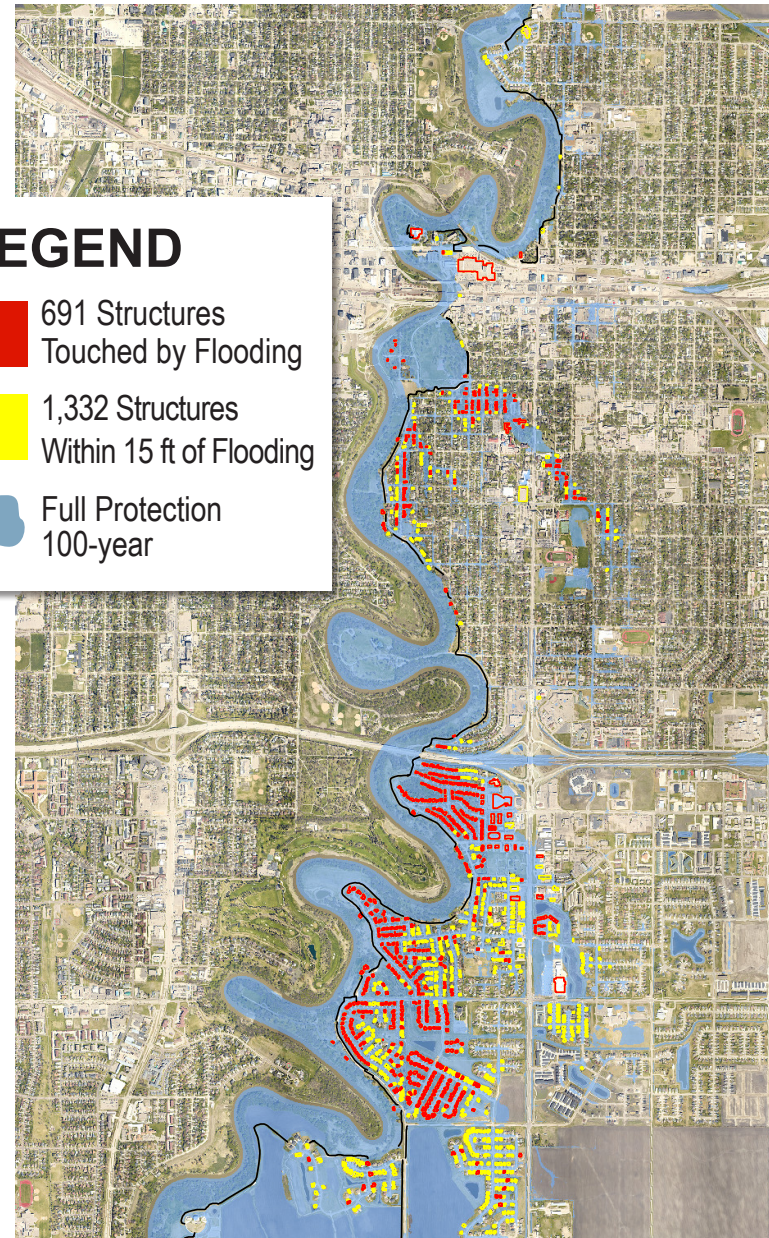 EGEND
691 Structures
Touched by Flooding
1,332 Structures
Within 15 ft of Flooding
Full Protection
100-year